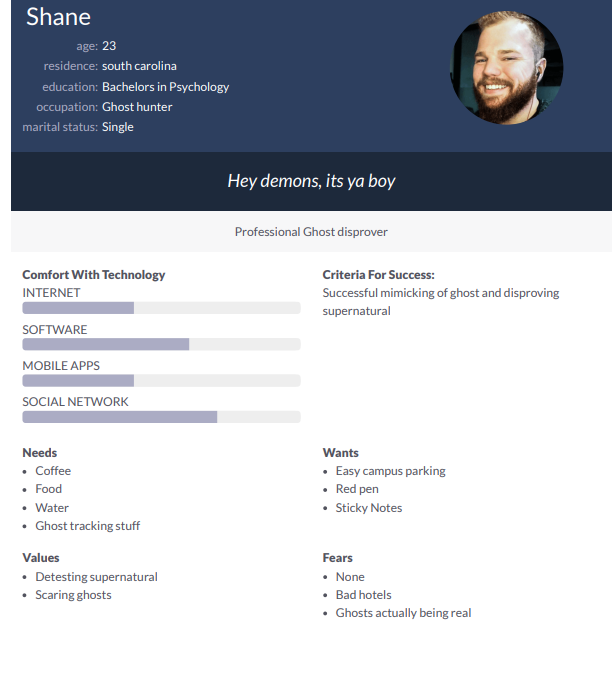 Shane
age: 23
residence: south carolina
education: Bachelors in Psychology
occupation: Ghost hunter
marital status: Single
Hey demons, its ya boy
Professional Ghost disprover
Comfort With Technology
INTERNET
SOFTWARE
MOBILE APPS
SOCIAL NETWORK
Criteria For Success:
Successful mimicking of ghost and disproving
supernatural
Needs
• Coffee
• Food
• Water
• Ghost tracking stuff
Wants
• Easy campus parking
• Red pen
• Sticky Notes
Values
• Detesting supernatural
• Scaring ghosts
Fears
• None
• Bad hotels
• Ghosts actually being real